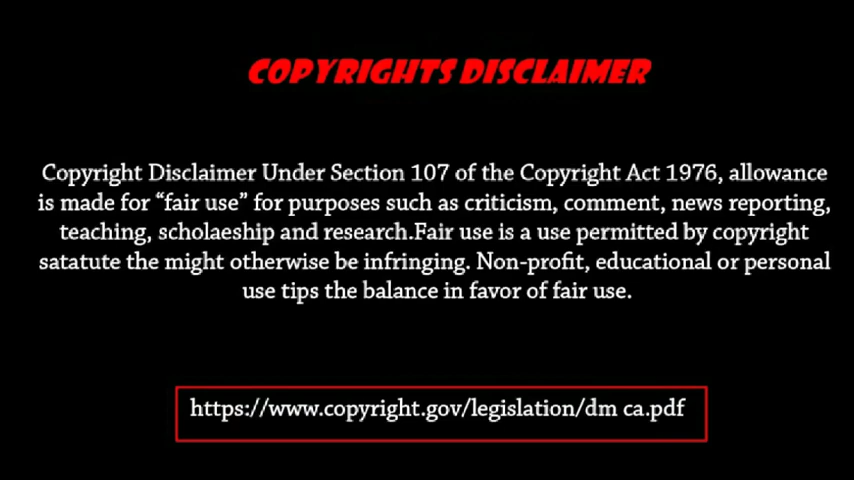 COPYRIGHTS DISCLAIMER
Copyright Disclaimer Under Section 107 of the Copyright Act 1976, allowance
is made for “fair use” for purposes such as criticism, comment, news reporting,
teaching, scholaeship and research.Fair use is a use permitted by copyright
satatute the might otherwise be infringing. Non-profit, educational or personal
use tips the balance in favor of fair use.
https://www.copyright.gov/legislation/dm ca.pdf